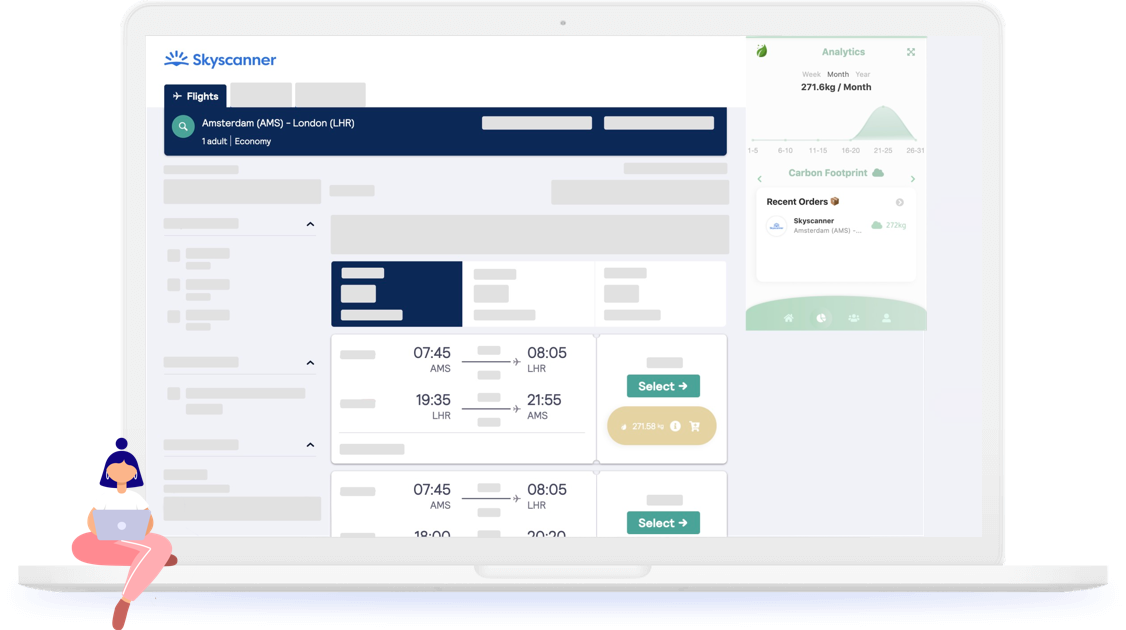 Skyscanner
Flights
Amsterdam (AMS) – London (LHR)
1 adult | Economy
07:45 08:05
AMS LHR
19:35 21:55
LHR AMS
Select →
271.58 kg
07:45 08:05
AMS LHR
18:00 20:20
Select →
Analytics
Week Month Year
271.6kg / Month
1-5 6-10 11-15 16-20 21-25 26-31
Carbon Footprint
Recent Orders 📦
Skyscanner
Amsterdam (AMS) –... 272kg